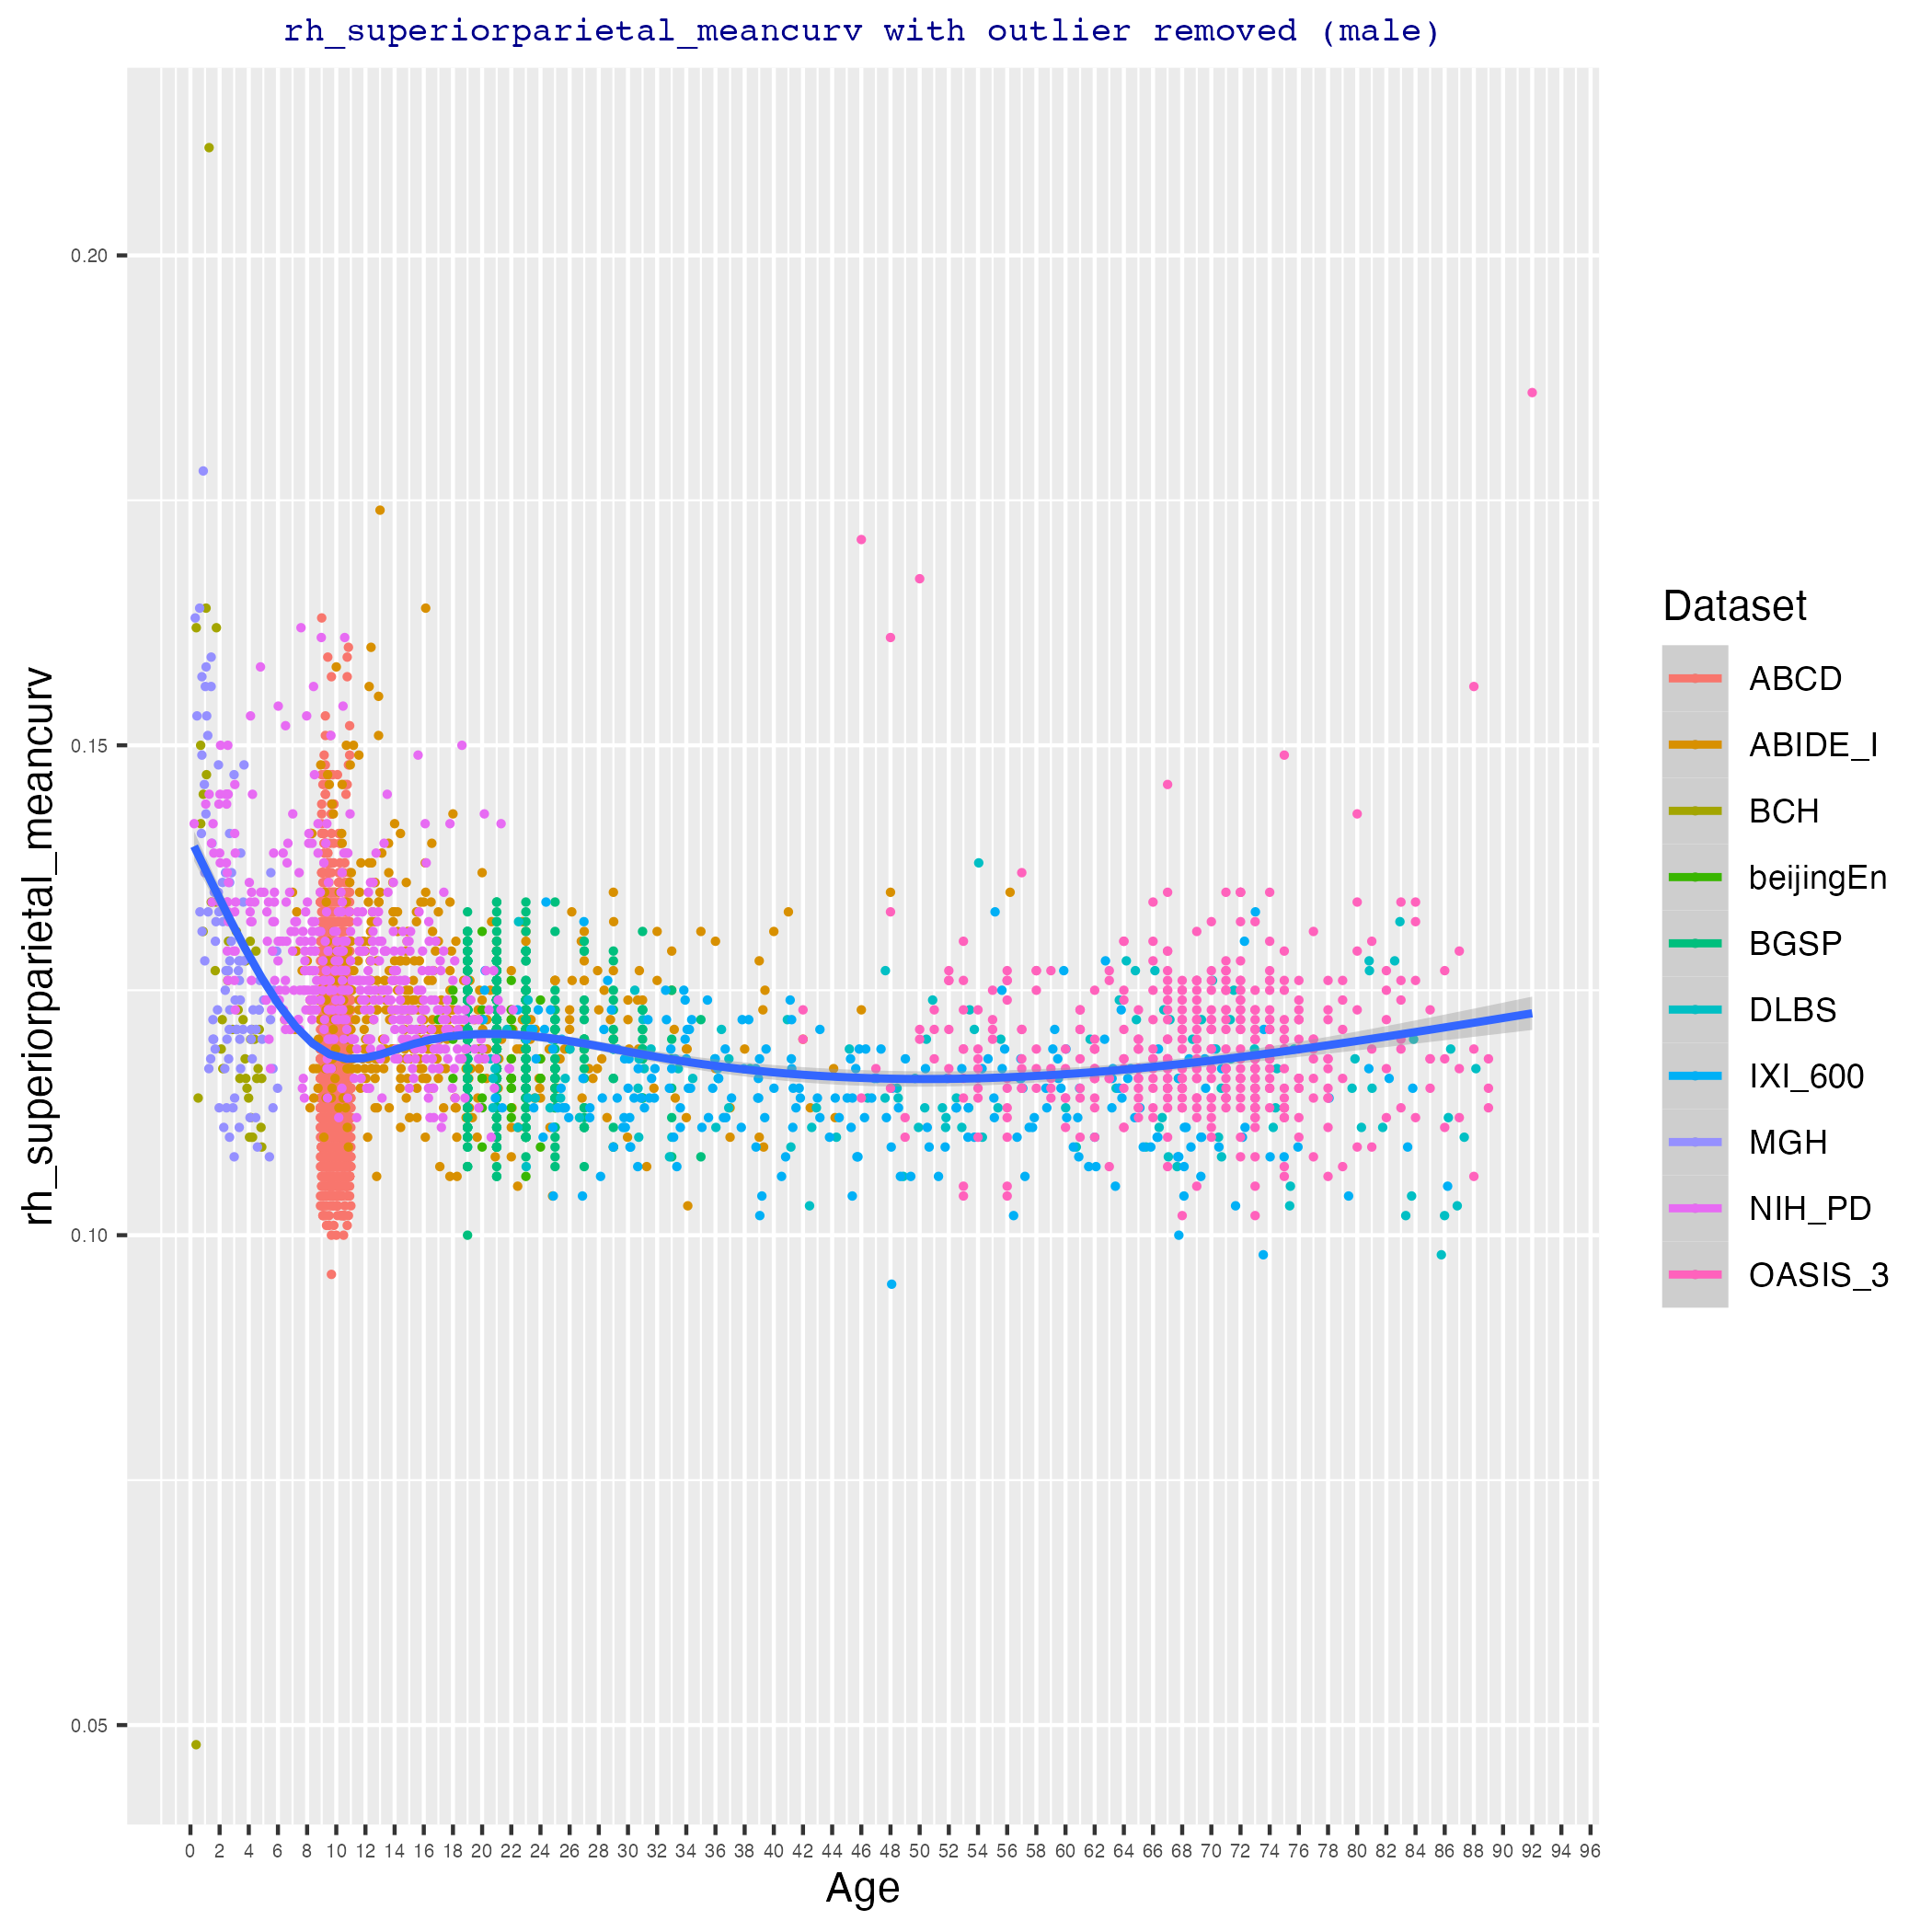 rh_superiorparietal_meancurv with outlier removed (male)
rh_superiorparietal_meancurv
0.20
0.15
0.10
0.05
0 2 4 6 8 10 12 14 16 18 20 22 24 26 28 30 32 34 36 38 40 42 44 46 48 50 52 54 56 58 60 62 64 66 68 70 72 74 76 78 80 82 84 86 88 90 92 94 96
Age
Dataset
ABCD
ABIDE_I
BCH
beijingEn
BGSP
DLBS
IXI_600
MGH
NIH_PD
OASIS_3